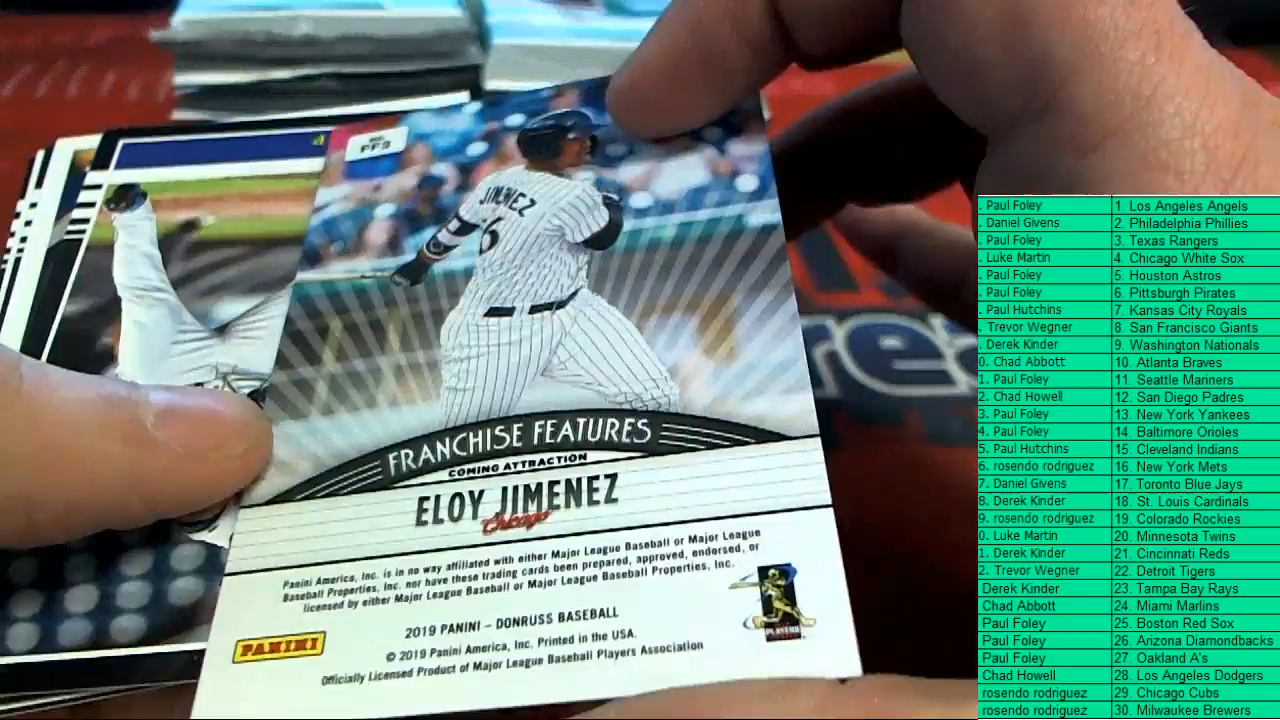 NO.
FF9
JIMENEZ
6
FRANCHISE FEATURES
COMING ATTRACTION
ELOY JIMENEZ
Chicago
Panini America, Inc. is in no way affiliated with either Major League Baseball or Major League
Baseball Properties, Inc. nor have these trading cards been prepared, approved, endorsed, or
licensed by either Major League Baseball or Major League Baseball Properties, Inc.
2019 PANINI – DONRUSS BASEBALL
© 2019 Panini America, Inc. Printed in the USA.
Officially Licensed Product of Major League Baseball Players Association
PANINI
PLAYERS
. Paul Foley 1. Los Angeles Angels
. Daniel Givens 2. Philadelphia Phillies
. Paul Foley 3. Texas Rangers
. Luke Martin 4. Chicago White Sox
. Paul Foley 5. Houston Astros
. Paul Foley 6. Pittsburgh Pirates
. Paul Hutchins 7. Kansas City Royals
. Trevor Wegner 8. San Francisco Giants
. Derek Kinder 9. Washington Nationals
0. Chad Abbott 10. Atlanta Braves
1. Paul Foley 11. Seattle Mariners
2. Chad Howell 12. San Diego Padres
3. Paul Foley 13. New York Yankees
4. Paul Foley 14. Baltimore Orioles
5. Paul Hutchins 15. Cleveland Indians
6. rosendo rodriguez 16. New York Mets
7. Daniel Givens 17. Toronto Blue Jays
8. Derek Kinder 18. St. Louis Cardinals
9. rosendo rodriguez 19. Colorado Rockies
0. Luke Martin 20. Minnesota Twins
1. Derek Kinder 21. Cincinnati Reds
2. Trevor Wegner 22. Detroit Tigers
Derek Kinder 23. Tampa Bay Rays
Chad Abbott 24. Miami Marlins
Paul Foley 25. Boston Red Sox
Paul Foley 26. Arizona Diamondbacks
Paul Foley 27. Oakland A's
Chad Howell 28. Los Angeles Dodgers
rosendo rodriguez 29. Chicago Cubs
rosendo rodriguez 30. Milwaukee Brewers